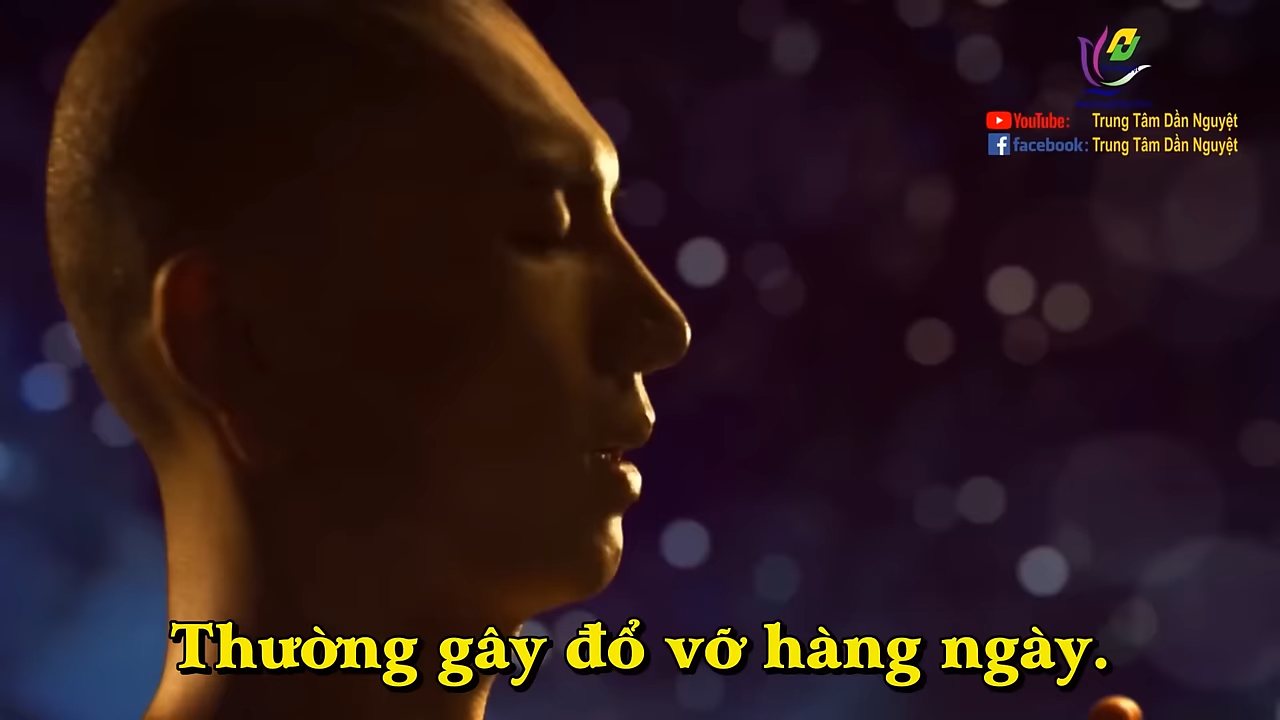 YouTube: Trung Tâm Dần Nguyệt
facebook: Trung Tâm Dần Nguyệt
Thường gây đổ vỡ hàng ngày.